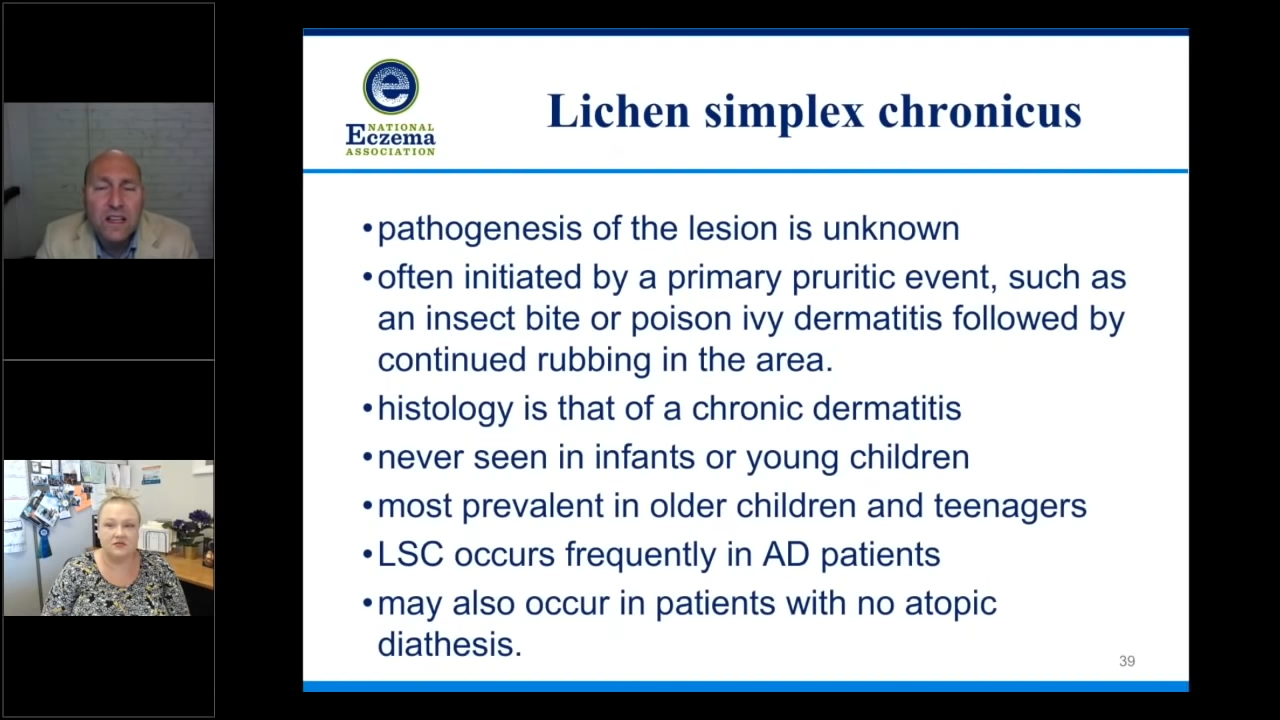 NATIONAL
Eczema
ASSOCIATION
Lichen simplex chronicus
•pathogenesis of the lesion is unknown
•often initiated by a primary pruritic event, such as
an insect bite or poison ivy dermatitis followed by
continued rubbing in the area.
•histology is that of a chronic dermatitis
•never seen in infants or young children
•most prevalent in older children and teenagers
•LSC occurs frequently in AD patients
•may also occur in patients with no atopic
diathesis.
39